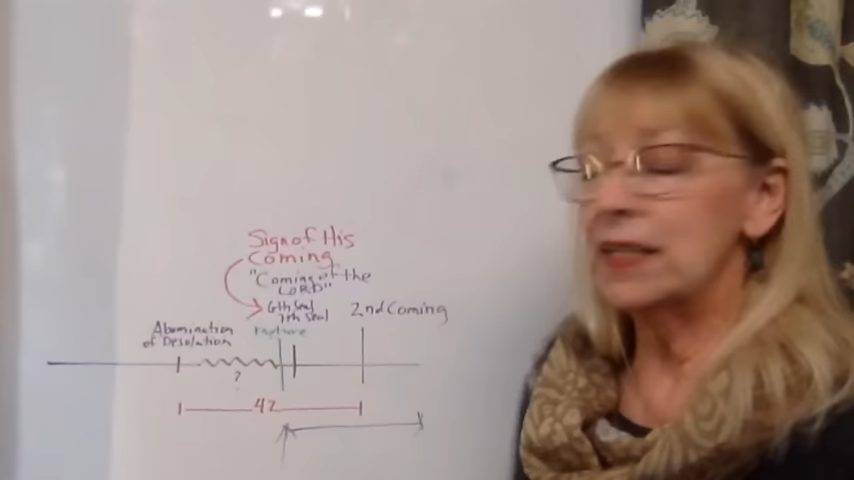 Sign of His
Coming
"Coming of the
LORD"
6th Seal
7th Seal
2nd Coming
Abomination
of Desolation
rapture
?
42